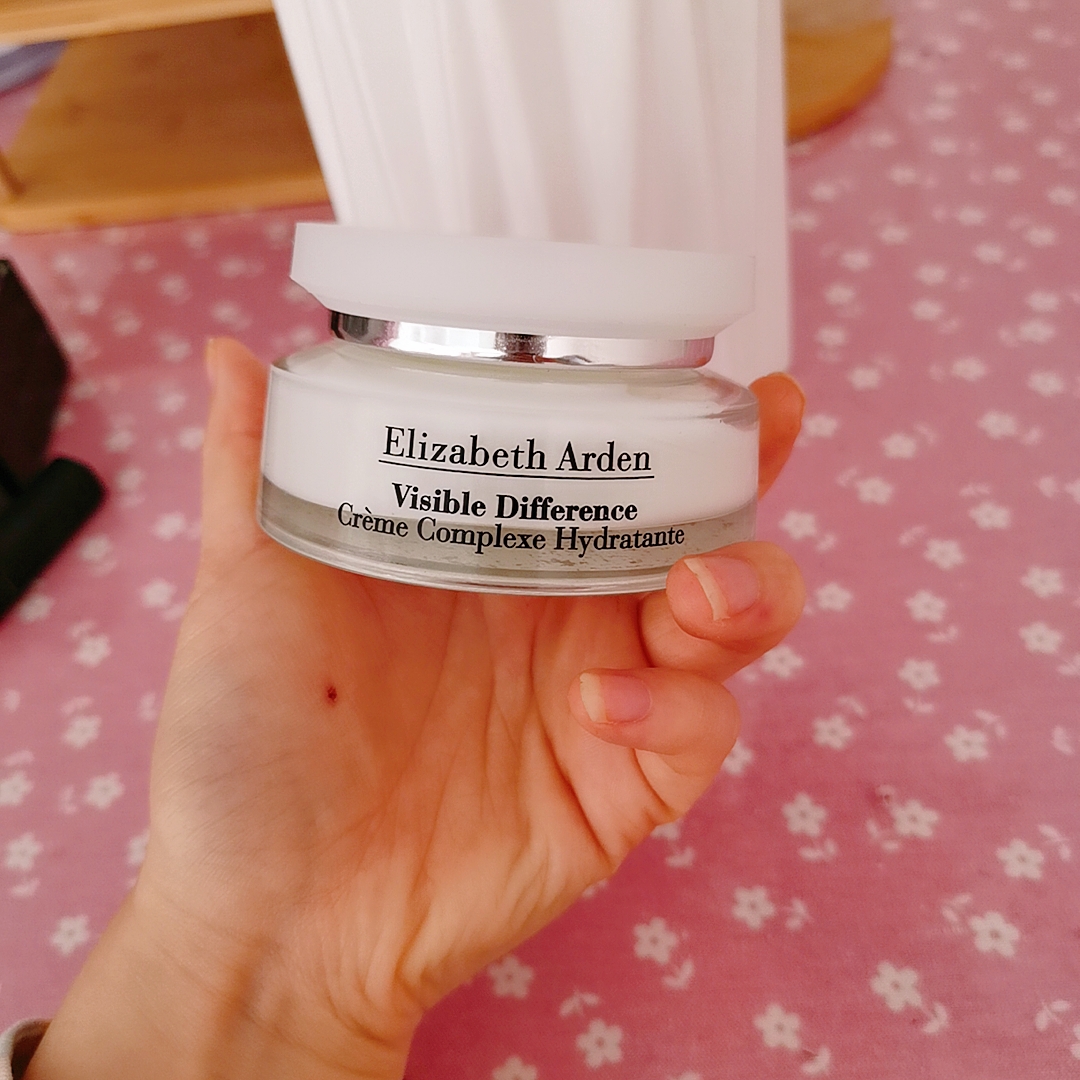 Elizabeth Arden
Visible Difference
Crème Complexe Hydratante